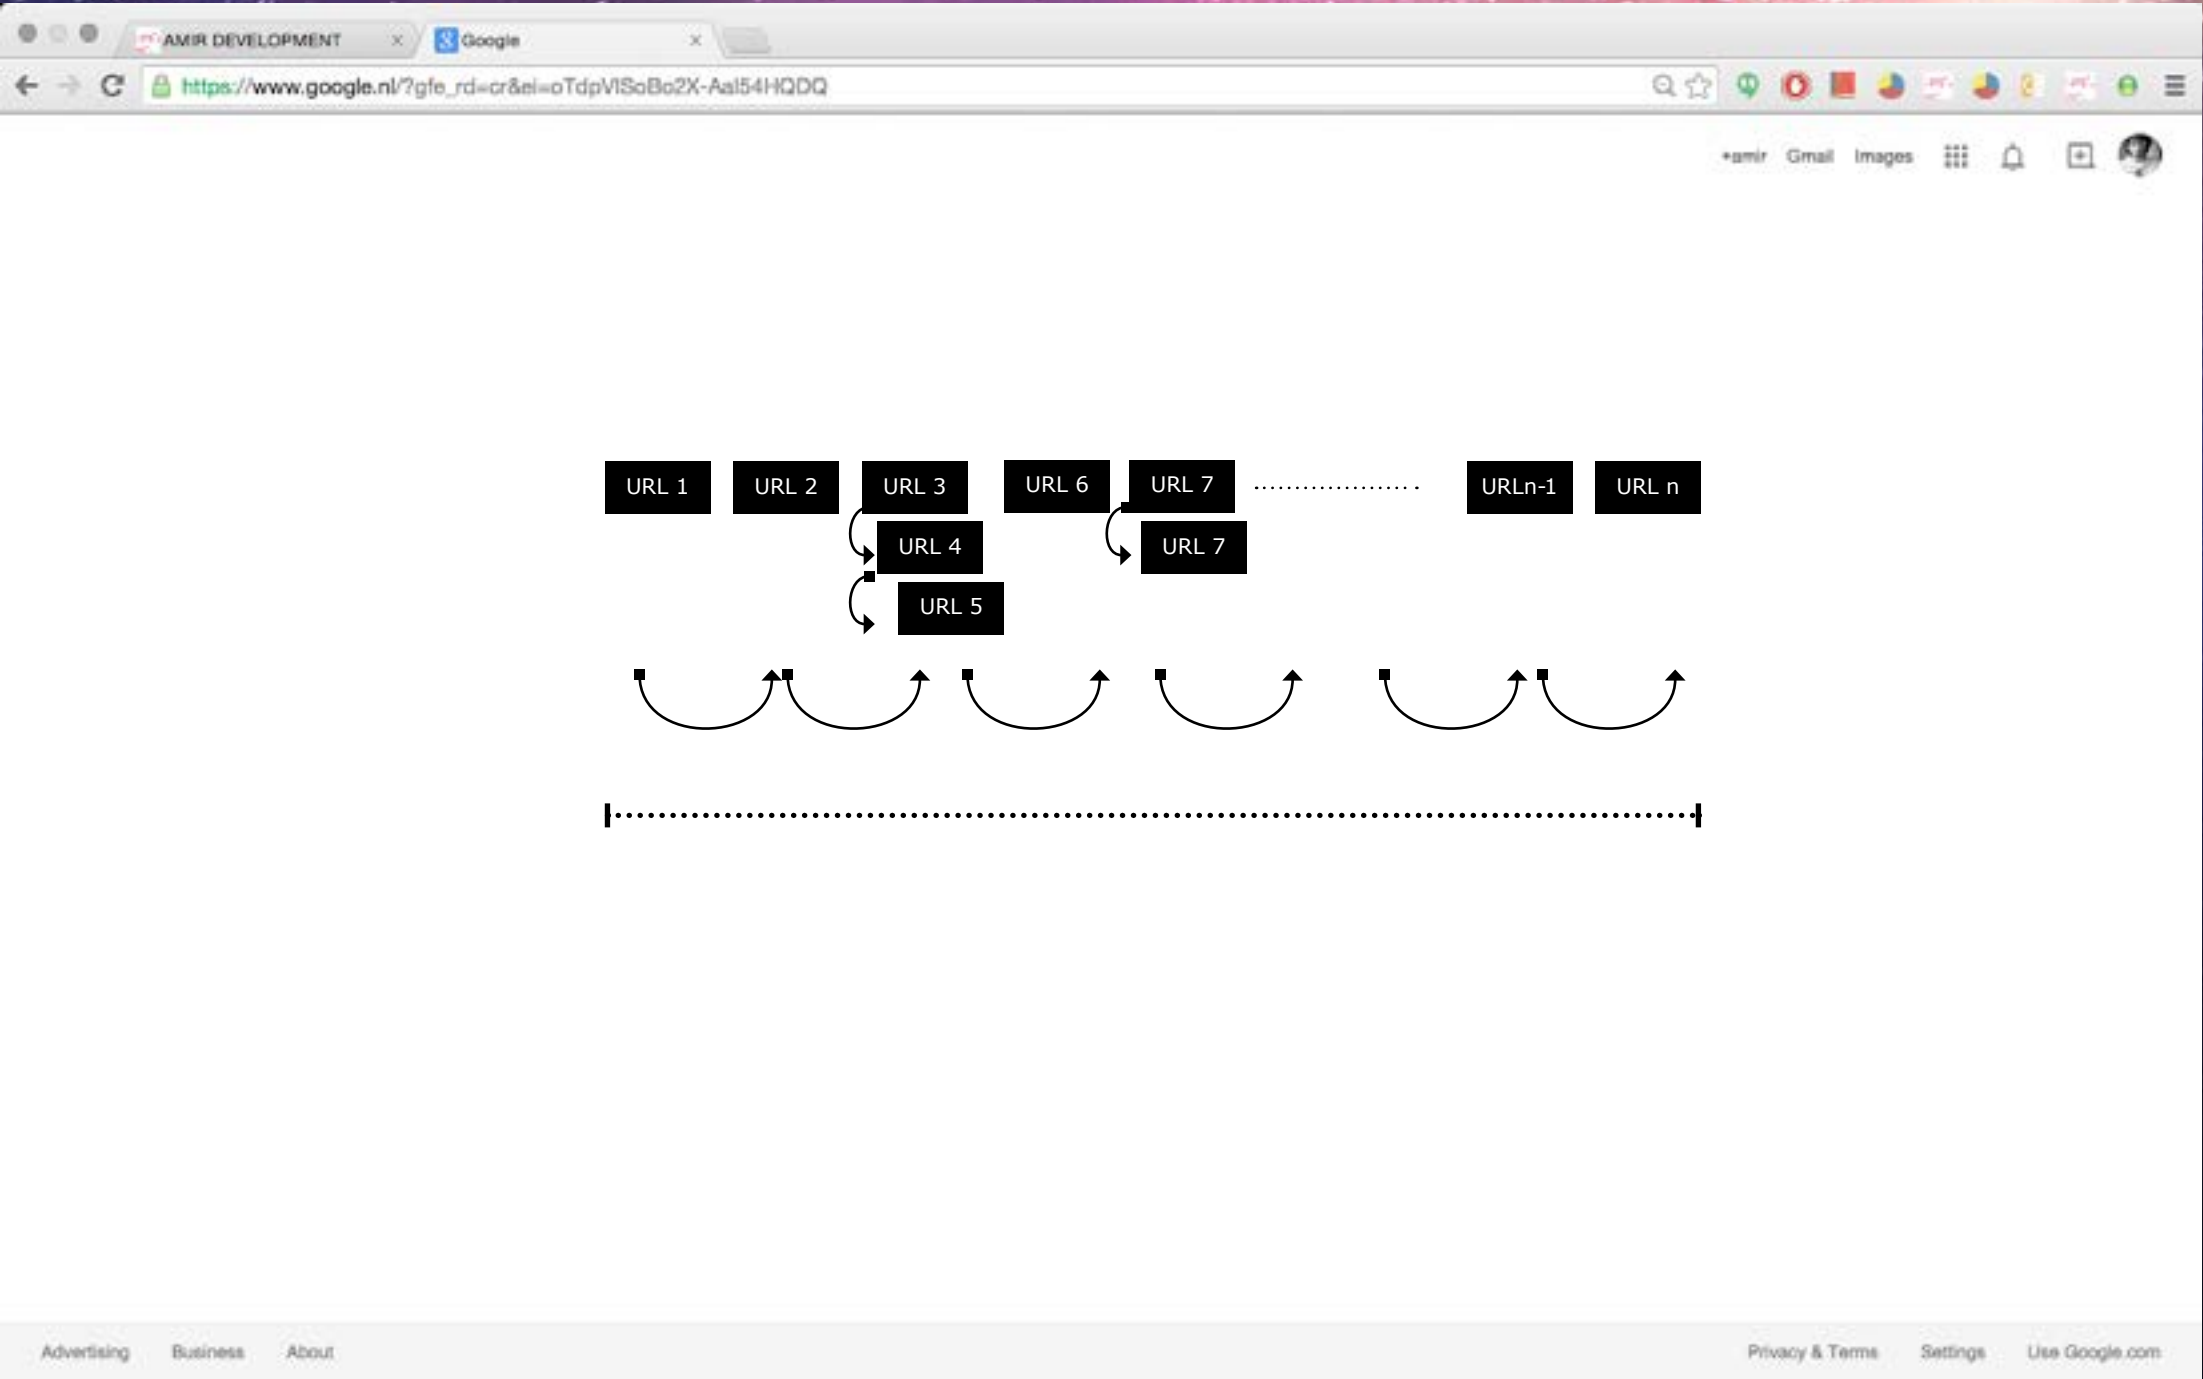 AMIR DEVELOPMENT
Google
https://www.google.nl/?gfe_rd=cr&ei=oTdpVISoBo2X-AaI54HQDQ
+amir Gmail Images
URL 1 URL 2 URL 3 URL 6 URL 7 .................... URLn-1 URL n
URL 4 URL 7
URL 5
Advertising Business About Privacy & Terms Settings Use Google.com